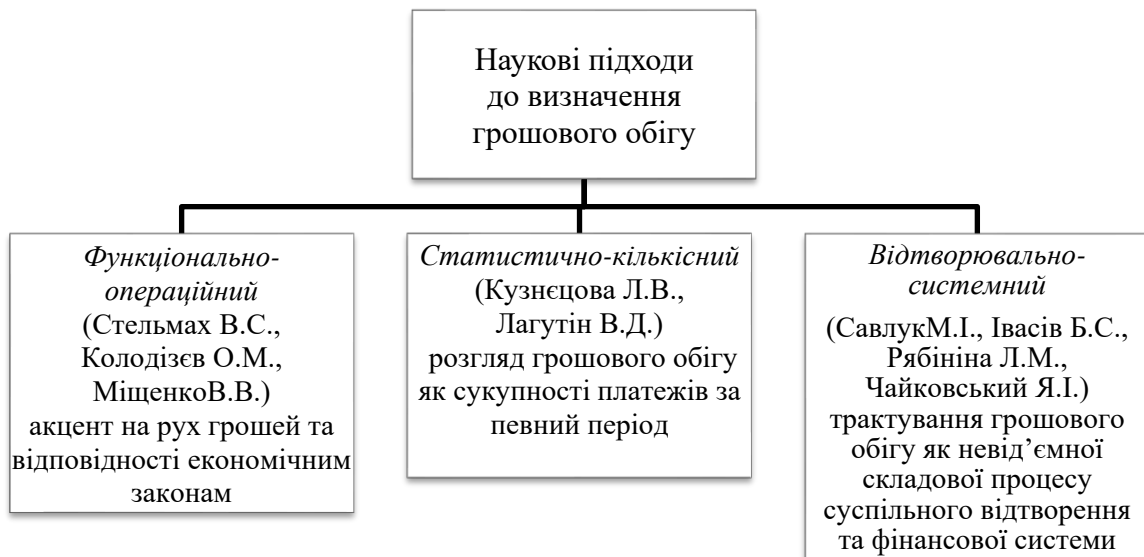 Наукові підходи
до визначення
грошового обігу
Функціонально-
операційний
(Стельмах В.С.,
Колодізєв О.М.,
МіщенкоВ.В.)
акцент на рух грошей та
відповідності економічним
законам
Статистично-кількісний
(Кузнєцова Л.В.,
Лагутін В.Д.)
розгляд грошового обігу
як сукупності платежів за
певний період
Відтворювально-
системний
(СавлукМ.І., Івасів Б.С.,
Рябініна Л.М.,
Чайковський Я.І.)
трактування грошового
обігу як невід’ємної
складової процесу
суспільного відтворення
та фінансової системи